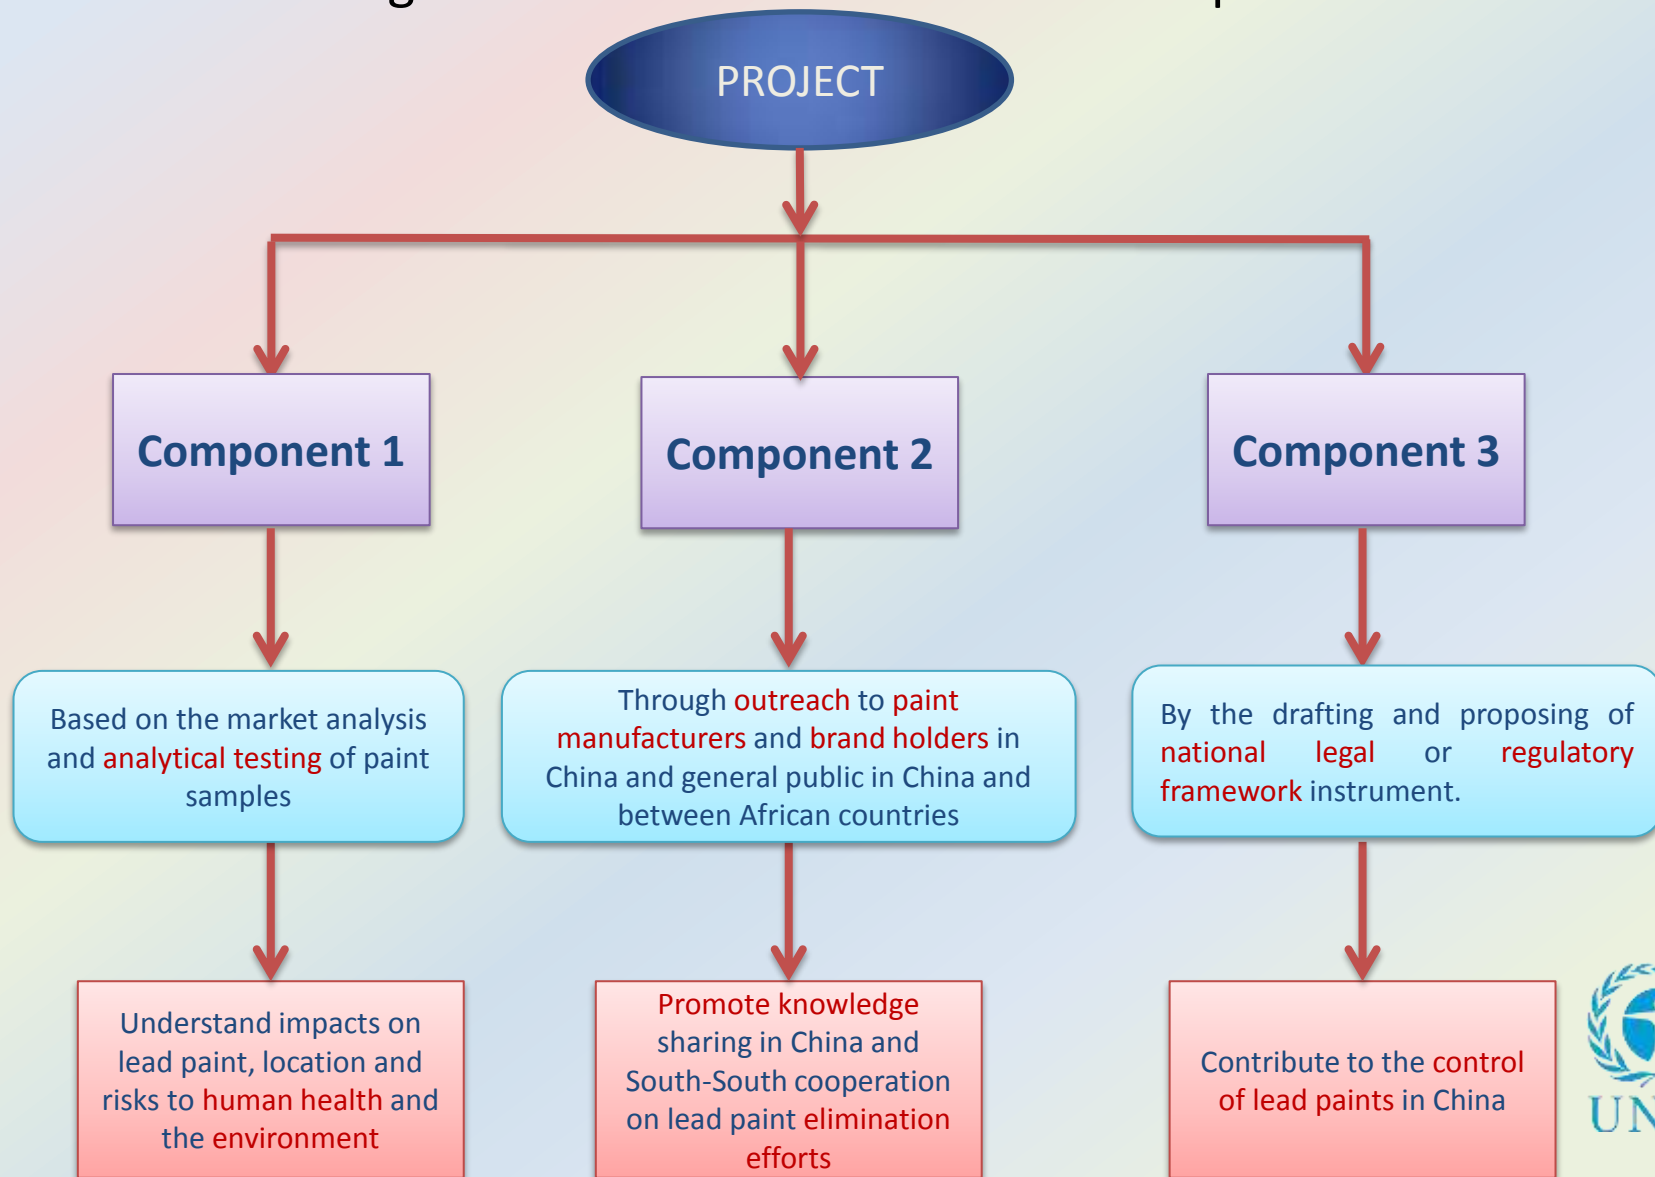 PROJECT
Component 1
Component 2
Component 3
Based on the market analysis
and analytical testing of paint
samples
Through outreach to paint
manufacturers and brand holders in
China and general public in China and
between African countries
By the drafting and proposing of
national legal or regulatory
framework instrument.
Understand impacts on
lead paint, location and
risks to human health and
the environment
Promote knowledge
sharing in China and
South-South cooperation
on lead paint elimination
efforts
Contribute to the control
of lead paints in China
UN